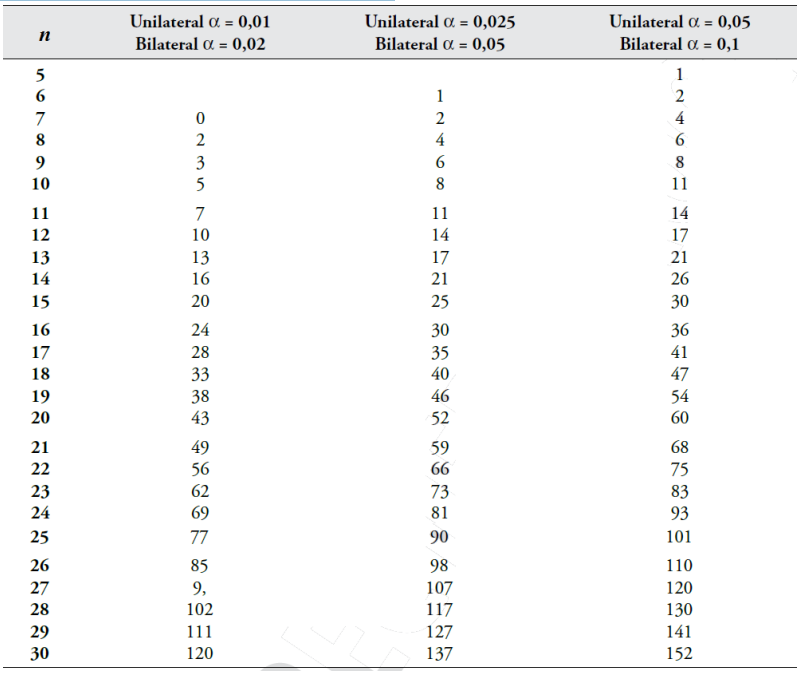 n Unilateral α = 0,01 Unilateral α = 0,025 Unilateral α = 0,05
Bilateral α = 0,02 Bilateral α = 0,05 Bilateral α = 0,1
5 1
6 1 2
7 0 2 4
8 2 4 6
9 3 6 8
10 5 8 11
11 7 11 14
12 10 14 17
13 13 17 21
14 16 21 26
15 20 25 30
16 24 30 36
17 28 35 41
18 33 40 47
19 38 46 54
20 43 52 60
21 49 59 68
22 56 66 75
23 62 73 83
24 69 81 93
25 77 90 101
26 85 98 110
27 9, 107 120
28 102 117 130
29 111 127 141
30 120 137 152